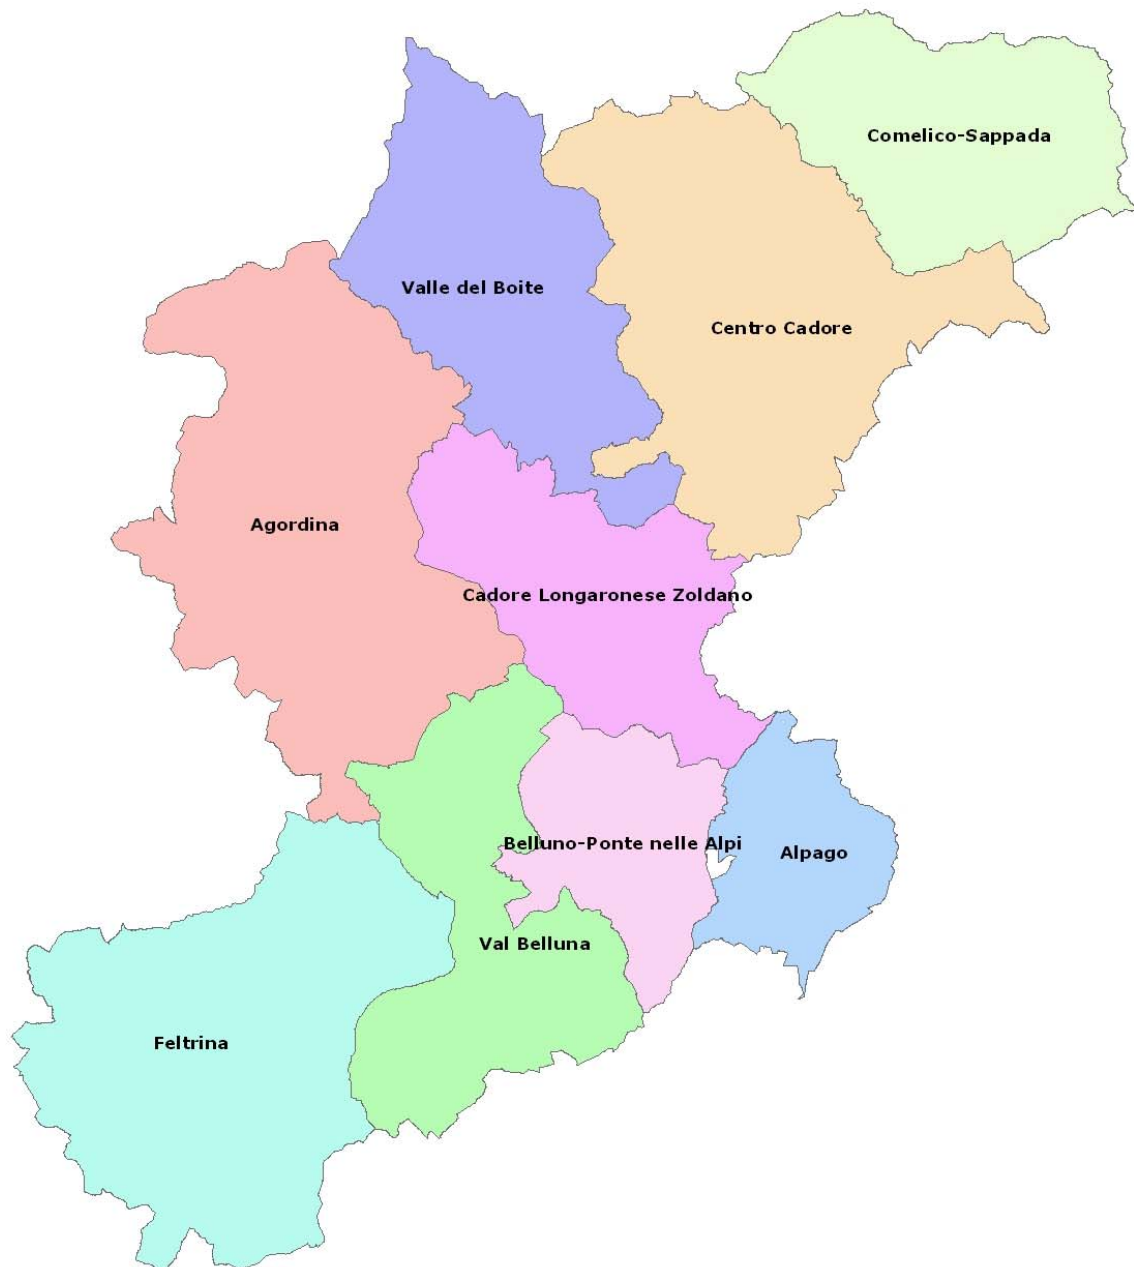 Comelico-Sappada
Valle del Boite
Centro Cadore
Agordina
Cadore Longaronese Zoldano
Belluno-Ponte nelle Alpi
Alpago
Val Belluna
Feltrina